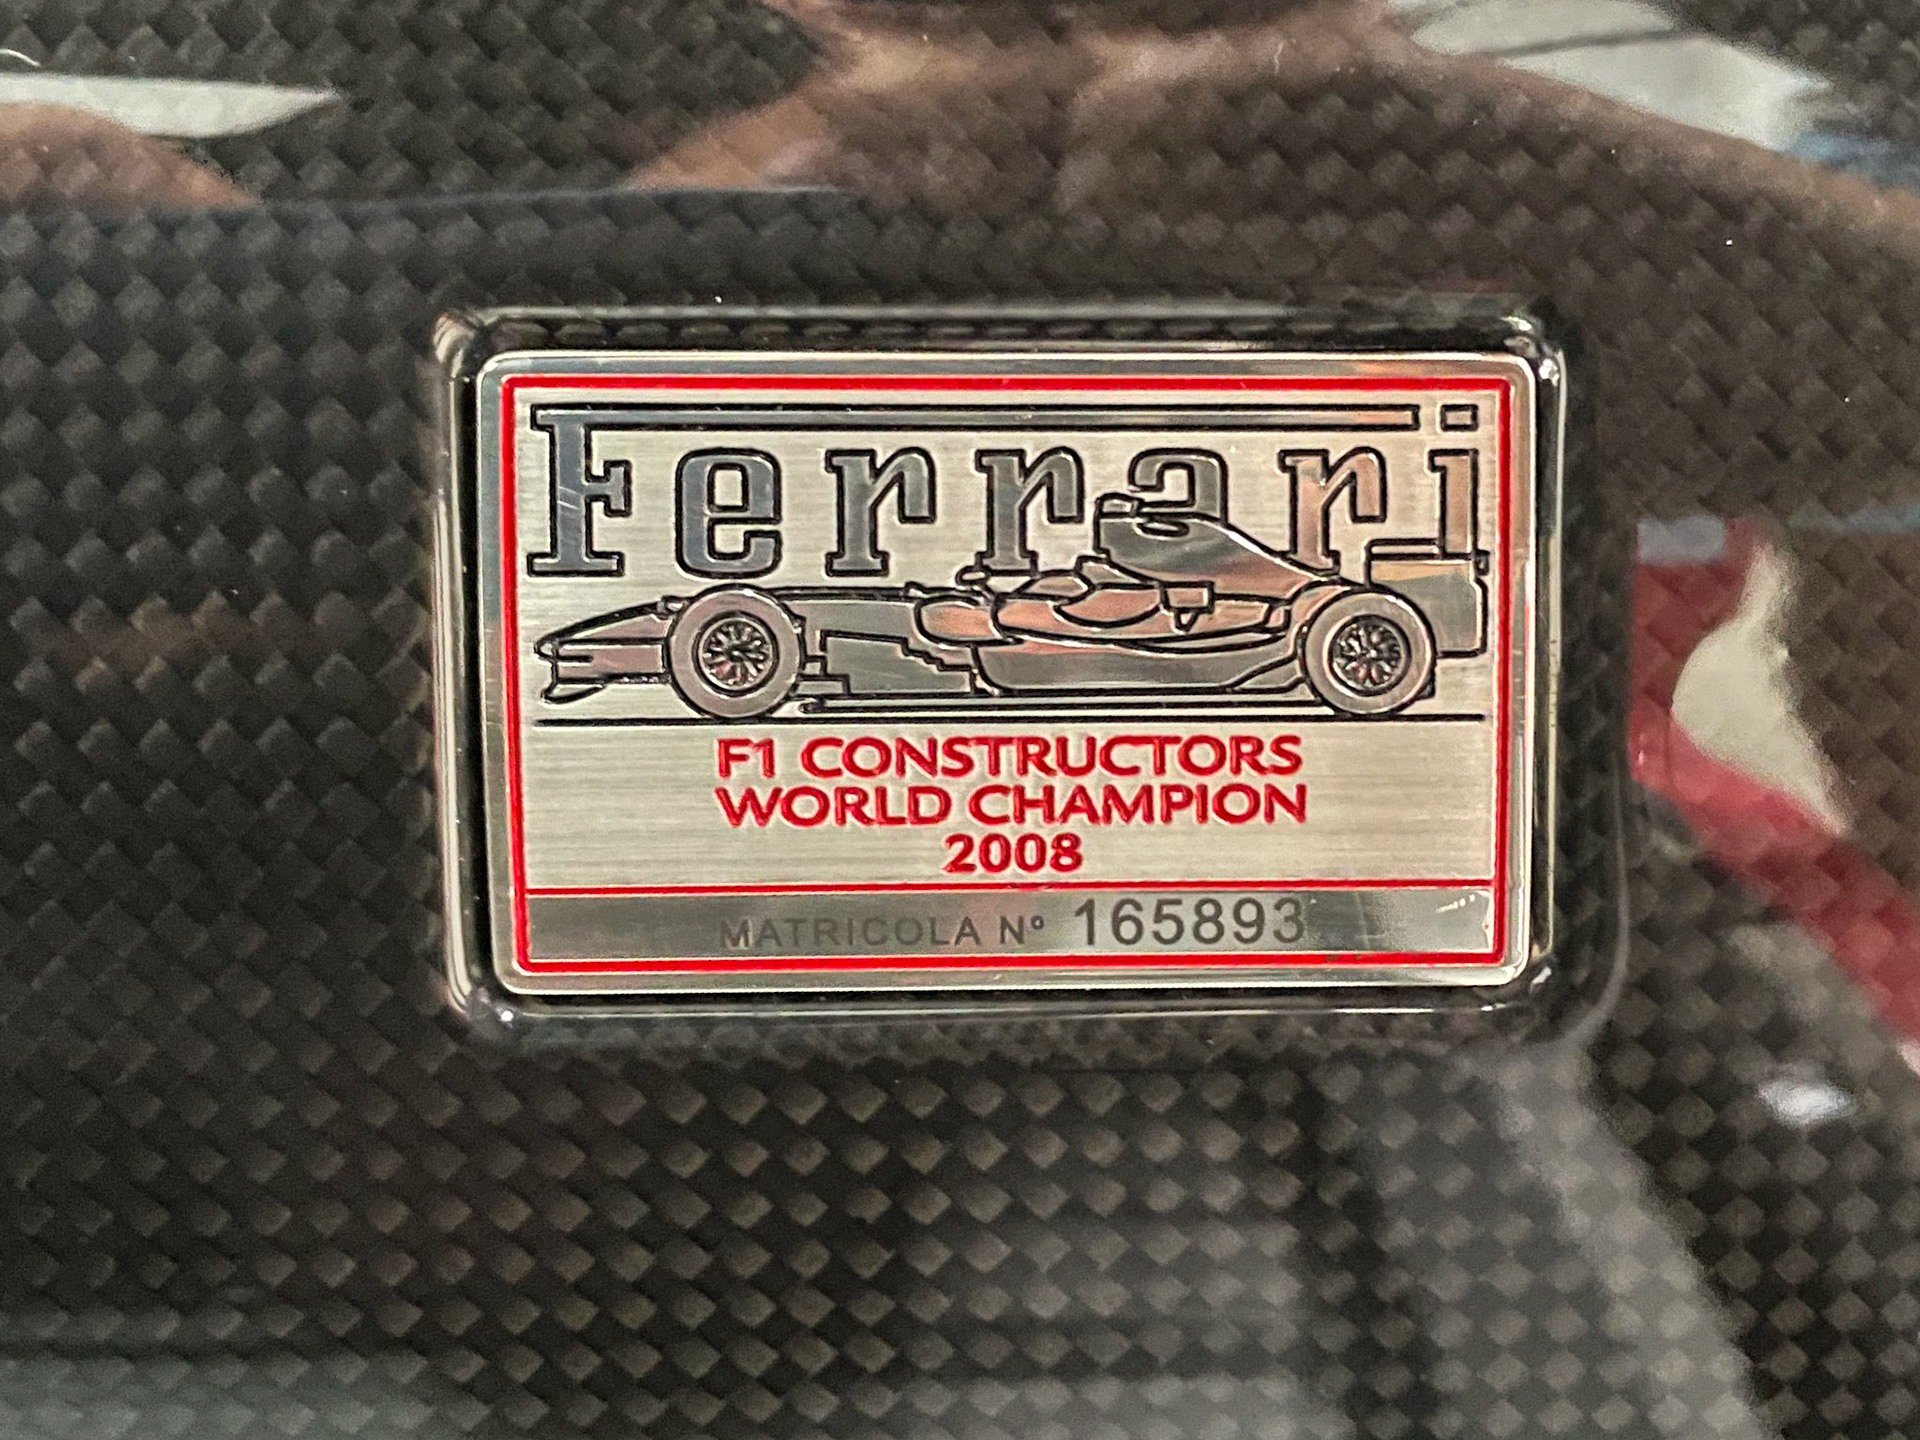 Ferrari
F1 CONSTRUCTORS
WORLD CHAMPION
2008
MATRICOLA Nº 165893